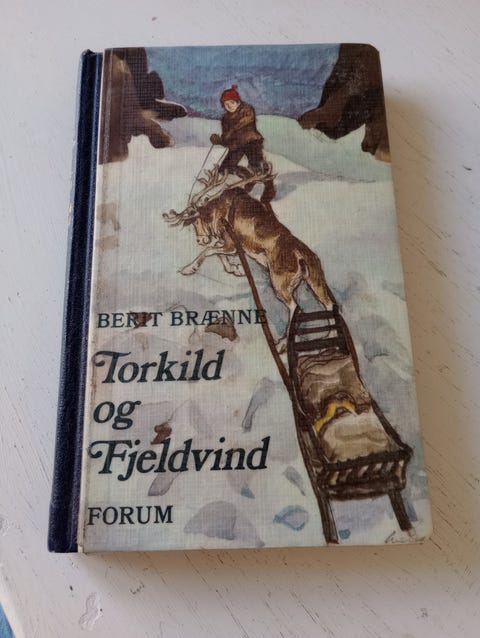 BERIT BRÆNNE
Torkild
og
Fjeldvind
FORUM